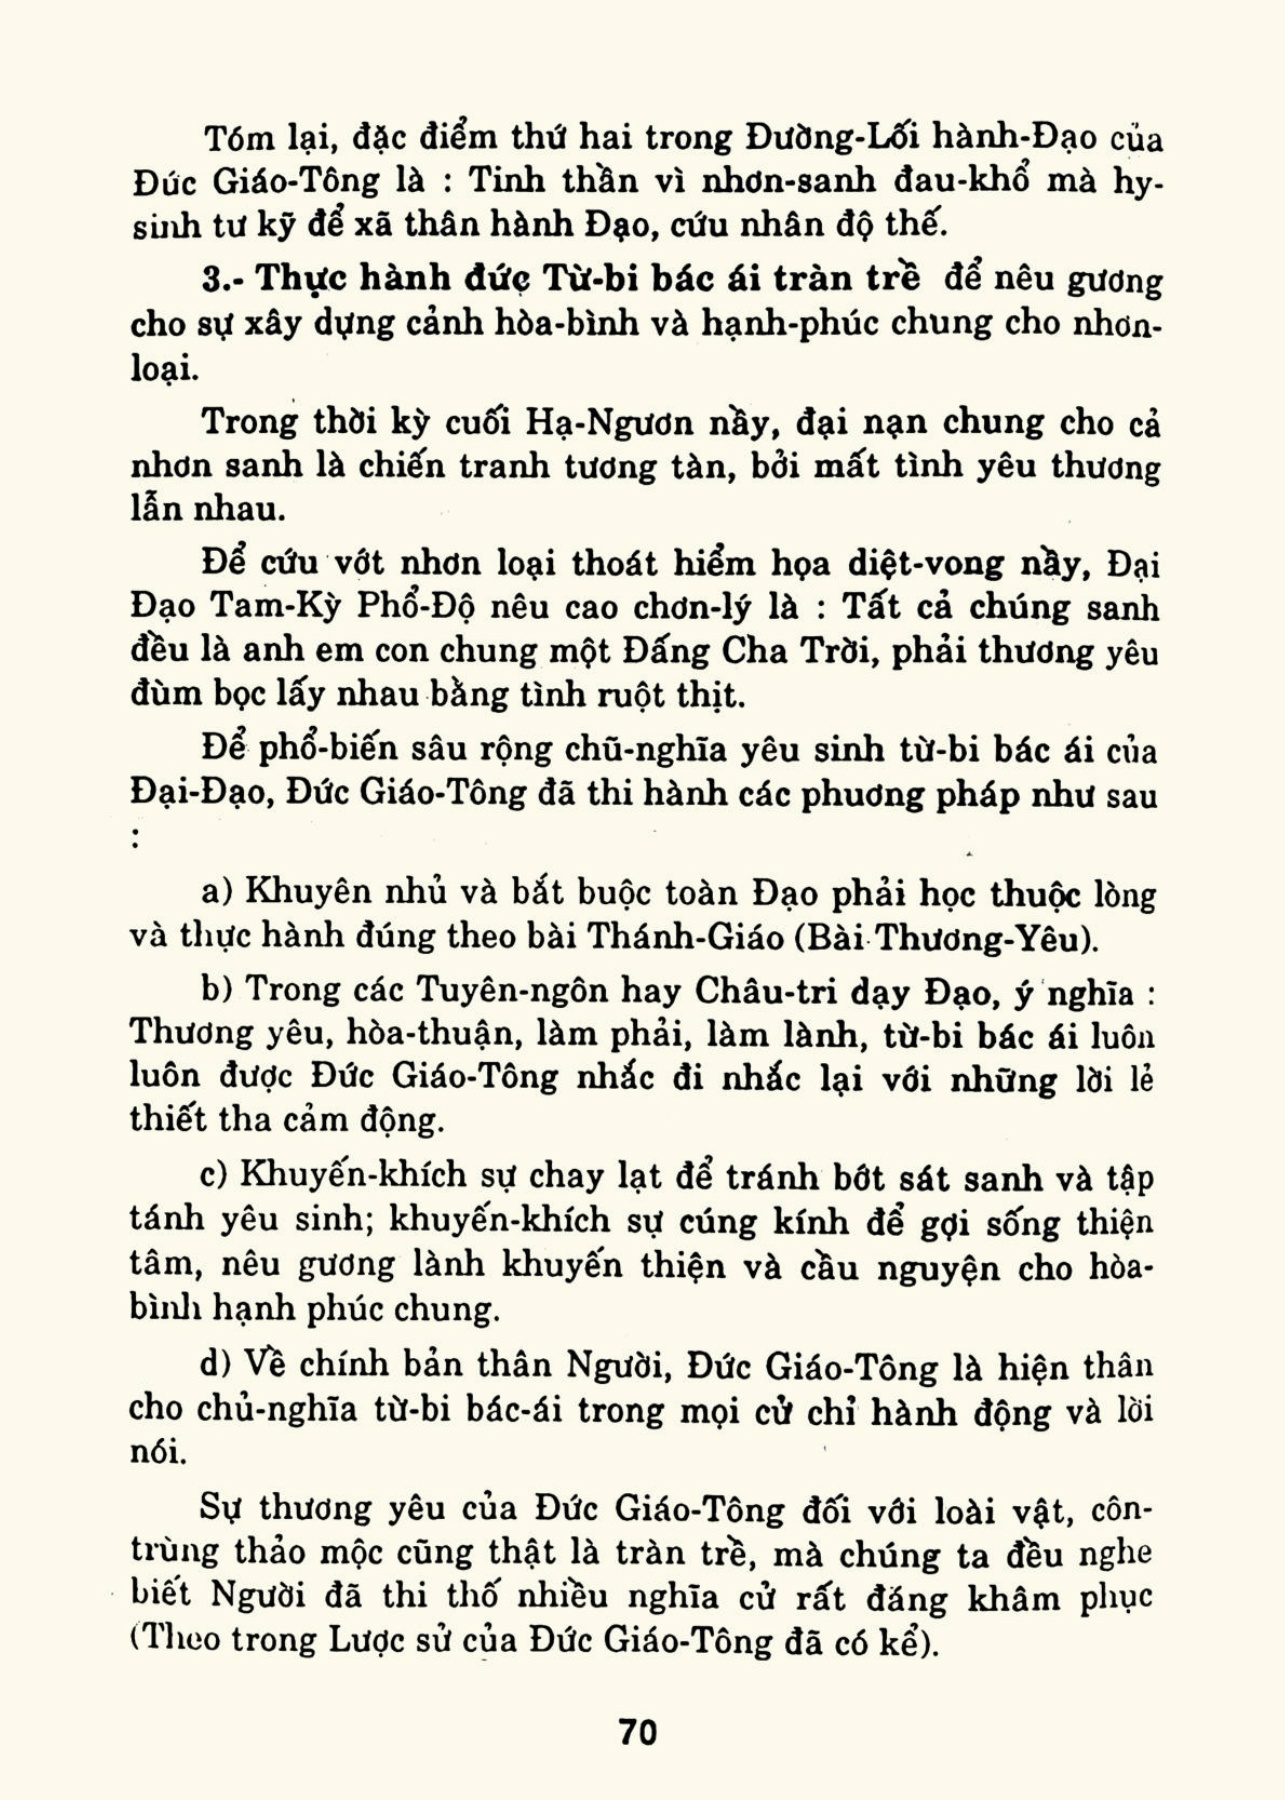 Tóm lại, đặc điểm thứ hai trong Đường-Lối hành-Đạo của
Đức Giáo-Tông là : Tinh thần vì nhơn-sanh đau-khổ mà hy-
sinh tư kỹ để xã thân hành Đạo, cứu nhân độ thế.
3.- Thực hành đức Từ-bi bác ái tràn trề để nêu gương
cho sự xây dựng cảnh hòa-bình và hạnh-phúc chung cho nhơn-
loại.
Trong thời kỳ cuối Hạ-Ngươn nầy, đại nạn chung cho cả
nhơn sanh là chiến tranh tương tàn, bởi mất tình yêu thương
lẫn nhau.
Để cứu vớt nhơn loại thoát hiểm họa diệt-vong nầy, Đại
Đạo Tam-Kỳ Phổ-Độ nêu cao chơn-lý là : Tất cả chúng sanh
đều là anh em con chung một Đấng Cha Trời, phải thương yêu
đùm bọc lấy nhau bằng tình ruột thịt.
Để phổ-biến sâu rộng chũ-nghĩa yêu sinh từ-bi bác ái của
Đại-Đạo, Đức Giáo-Tông đã thi hành các phuơng pháp như sau
:
a) Khuyên nhủ và bắt buộc toàn Đạo phải học thuộc lòng
và thực hành đúng theo bài Thánh-Giáo (Bài Thương-Yêu).
b) Trong các Tuyên-ngôn hay Châu-tri dạy Đạo, ý nghĩa :
Thương yêu, hòa-thuận, làm phải, làm lành, từ-bi bác ái luôn
luôn được Đức Giáo-Tông nhắc đi nhắc lại với những lời lẻ
thiết tha cảm động.
c) Khuyến-khích sự chay lạt để tránh bớt sát sanh và tập
tánh yêu sinh; khuyến-khích sự cúng kính để gợi sống thiện
tâm, nêu gương lành khuyến thiện và cầu nguyện cho hòa-
bình hạnh phúc chung.
d) Về chính bản thân Người, Đức Giáo-Tông là hiện thân
cho chủ-nghĩa từ-bi bác-ái trong mọi cử chỉ hành động và lời
nói.
Sự thương yêu của Đức Giáo-Tông đối với loài vật, côn-
trùng thảo mộc cũng thật là tràn trề, mà chúng ta đều nghe
biết Người đã thi thố nhiều nghĩa cử rất đáng khâm phục
(Theo trong Lược sử của Đức Giáo-Tông đã có kể).
70